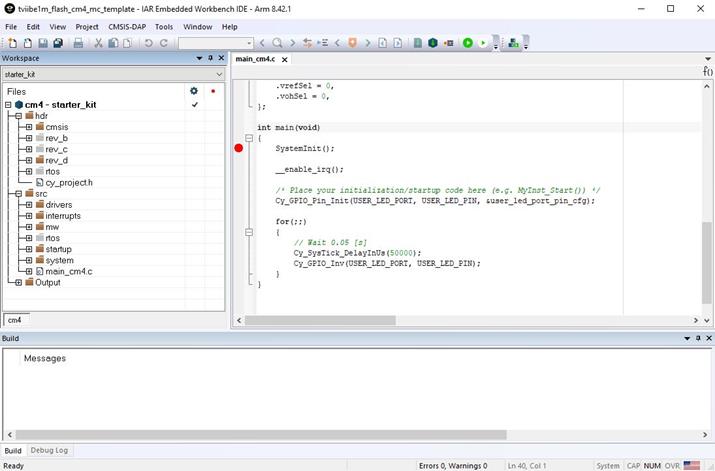 tviibe1m_flash_cm4_mc_template - IAR Embedded Workbench IDE - Arm 8.42.1
File Edit View Project CMSIS-DAP Tools Window Help
Workspace
starter_kit
Files
cm4 - starter_kit
hdr
cmsis
rev_b
rev_c
rev_d
rtos
cy_project.h
src
drivers
interrupts
mw
rtos
startup
system
main_cm4.c
Output
cm4
main_cm4.c
f()
.vrefSel = 0,
.vohSel = 0,
};
int main(void)
{
SystemInit();
__enable_irq();
/* Place your initialization/startup code here (e.g. MyInst_Start()) */
Cy_GPIO_Pin_Init(USER_LED_PORT, USER_LED_PIN, &user_led_port_pin_cfg);
for(;;)
{
// Wait 0.05 [s]
Cy_SysTick_DelayInUs(50000);
Cy_GPIO_Inv(USER_LED_PORT, USER_LED_PIN);
}
}
Build
Messages
Build Debug Log
Ready Errors 0, Warnings 0 Ln 40, Col 1 System CAP NUM OVR